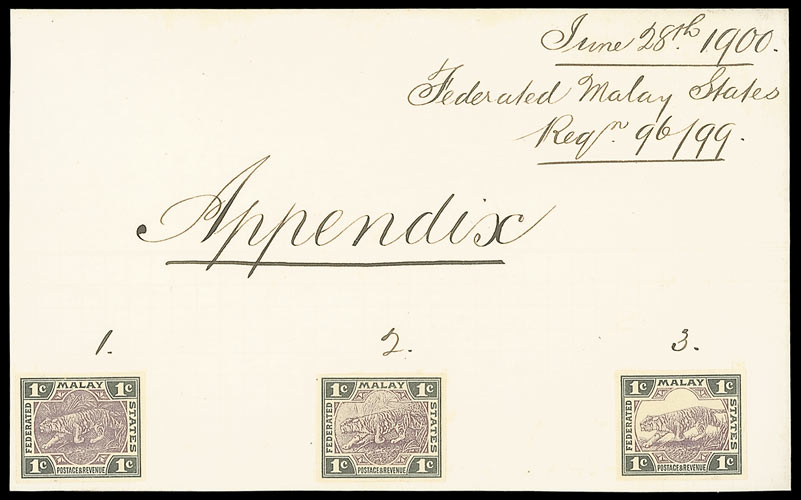 June 28th. 1900.
Federated Malay States
Reqn. 96/99.
Appendix
1.
2.
3.
1c MALAY 1c
FEDERATED
STATES
1c POSTAGE & REVENUE 1c
1c MALAY 1c
FEDERATED
STATES
1c POSTAGE & REVENUE 1c
1c MALAY 1c
FEDERATED
STATES
1c POSTAGE & REVENUE 1c